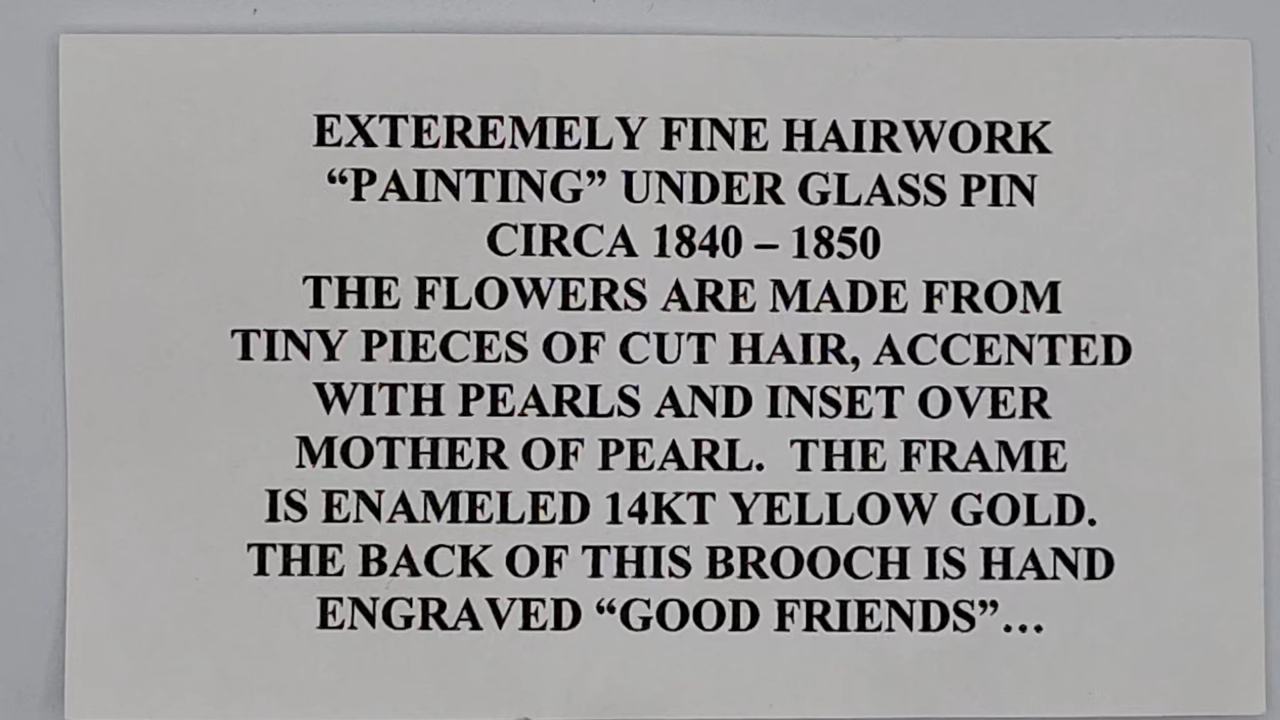 EXTEREMELY FINE HAIRWORK
“PAINTING” UNDER GLASS PIN
CIRCA 1840 – 1850
THE FLOWERS ARE MADE FROM
TINY PIECES OF CUT HAIR, ACCENTED
WITH PEARLS AND INSET OVER
MOTHER OF PEARL.  THE FRAME
IS ENAMELED 14KT YELLOW GOLD.
THE BACK OF THIS BROOCH IS HAND
ENGRAVED “GOOD FRIENDS”...